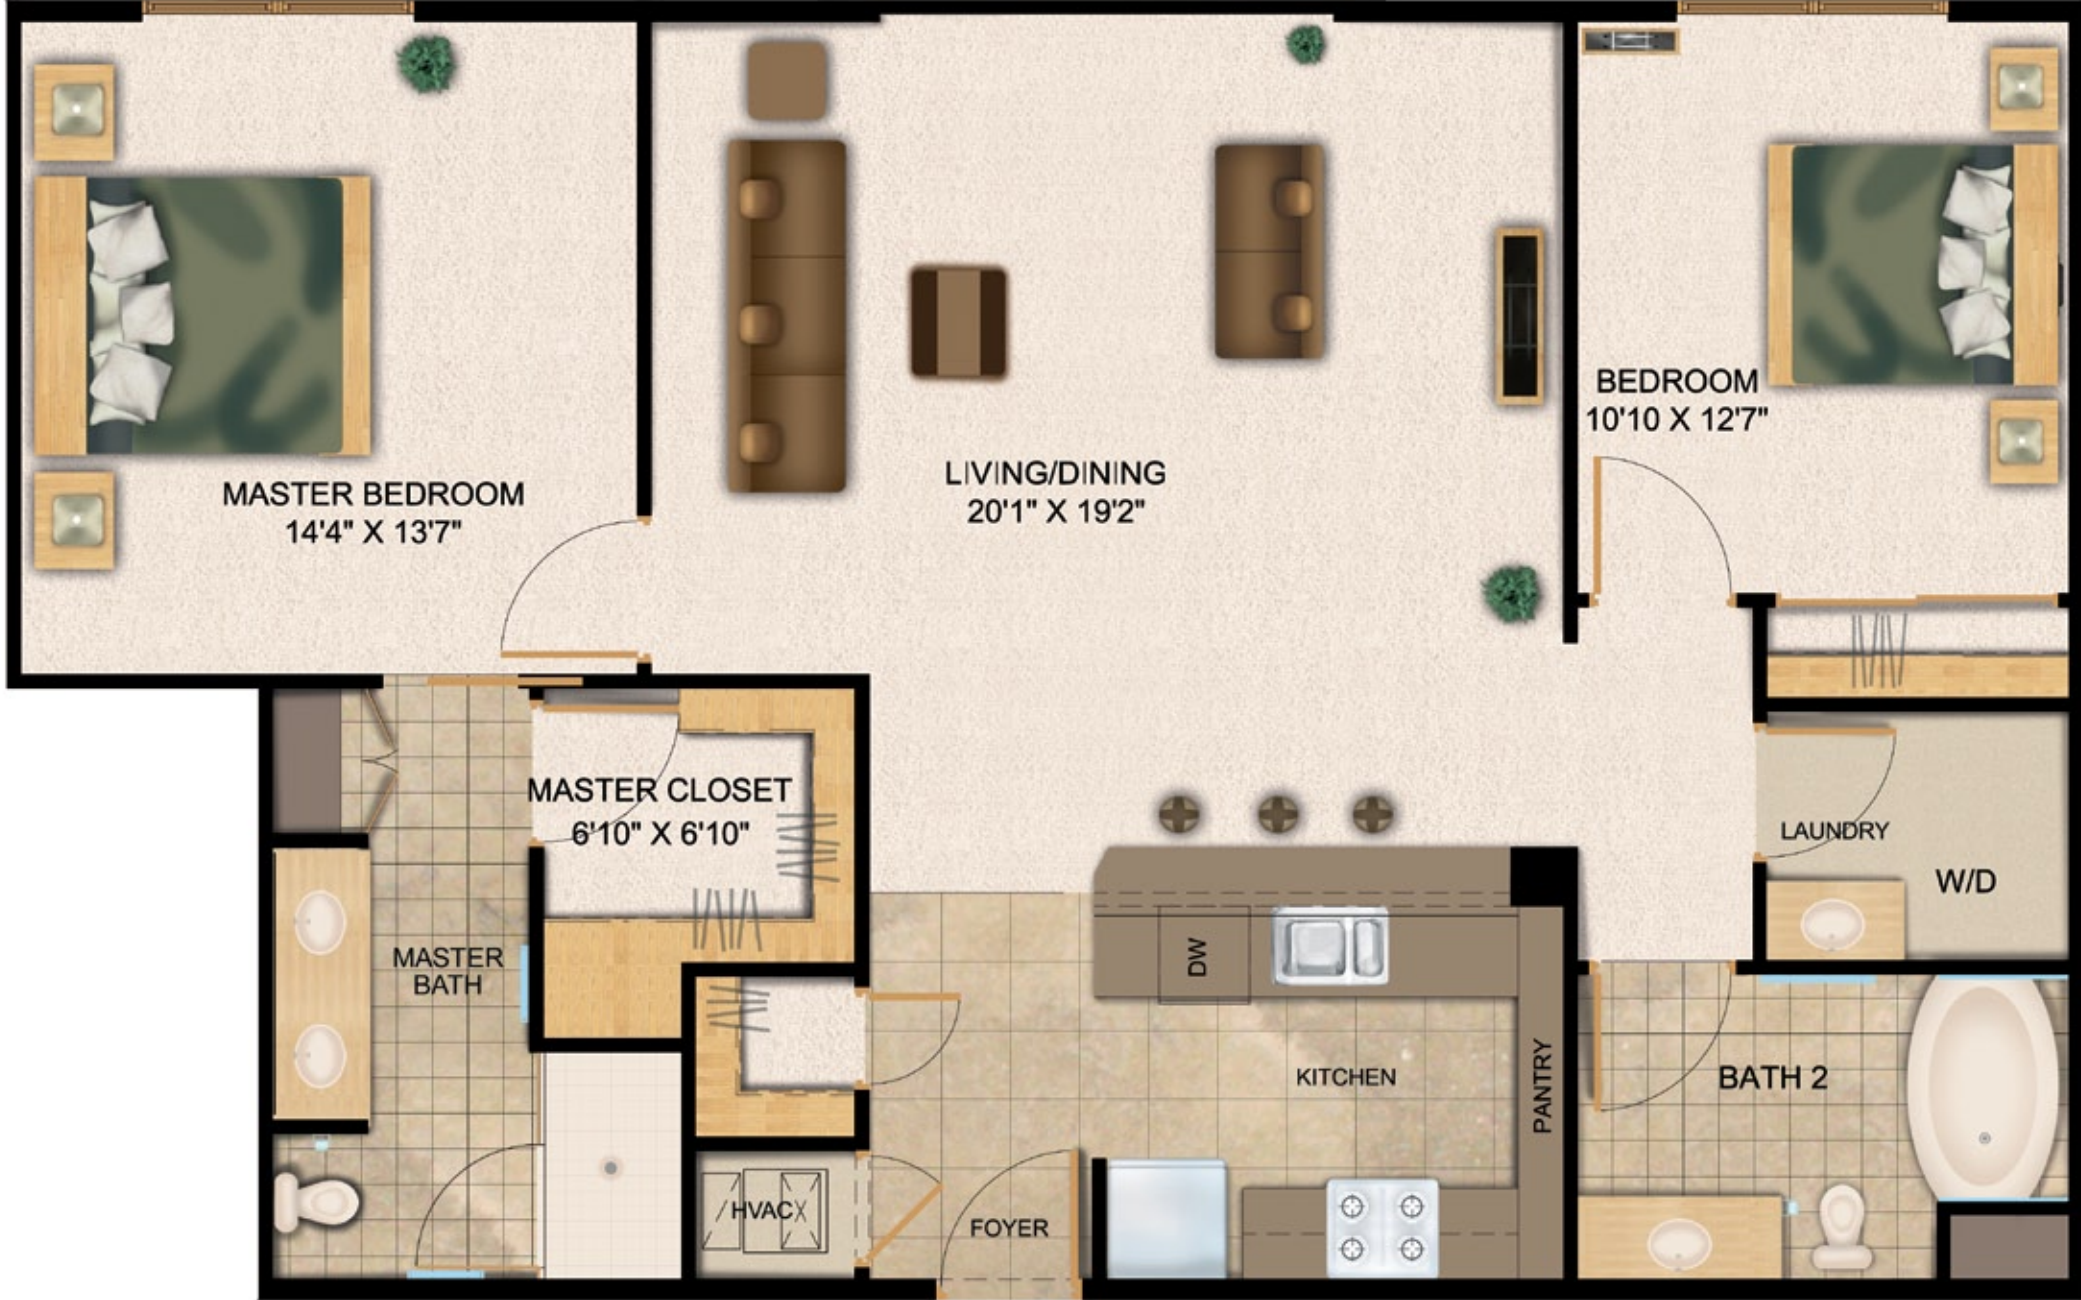 MASTER BEDROOM
14'4" X 13'7"
LIVING/DINING
20'1" X 19'2"
BEDROOM
10'10 X 12'7"
MASTER CLOSET
6'10" X 6'10"
LAUNDRY
W/D
MASTER
BATH
DW
KITCHEN
PANTRY
BATH 2
HVAC
FOYER